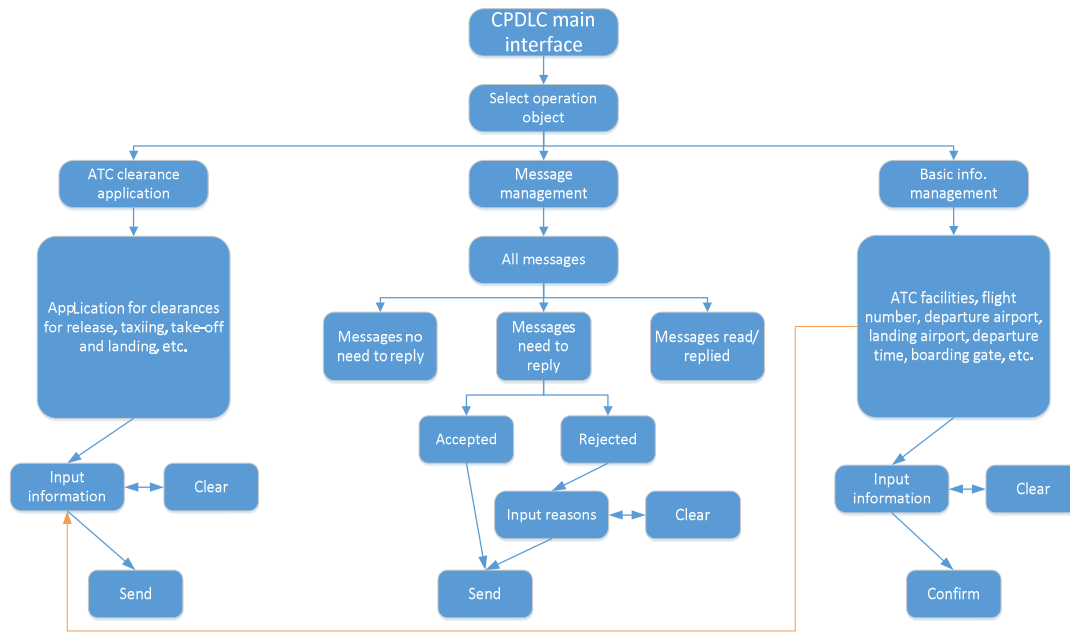 CPDLC main
interface
Select operation
object
ATC clearance
application
Message
management
Basic info.
management
Application for clearances
for release, taxiing, take-off
and landing, etc.
All messages
ATC facilities, flight
number, departure airport,
landing airport, departure
time, boarding gate, etc.
Messages no
need to reply
Messages
need to
reply
Messages read/
replied
Accepted
Rejected
Input
information
Clear
Input reasons
Clear
Input
information
Clear
Send
Send
Confirm